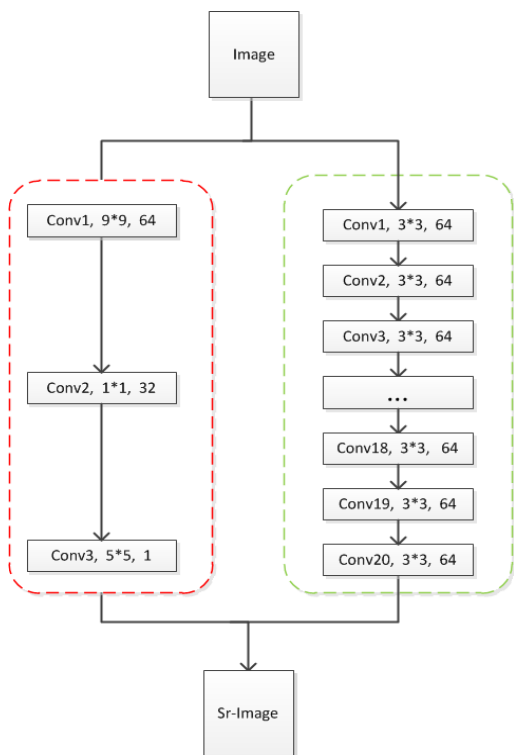 Image
Conv1, 9*9, 64
Conv2, 1*1, 32
Conv3, 5*5, 1
Conv1, 3*3, 64
Conv2, 3*3, 64
Conv3, 3*3, 64
...
Conv18, 3*3, 64
Conv19, 3*3, 64
Conv20, 3*3, 64
Sr-Image